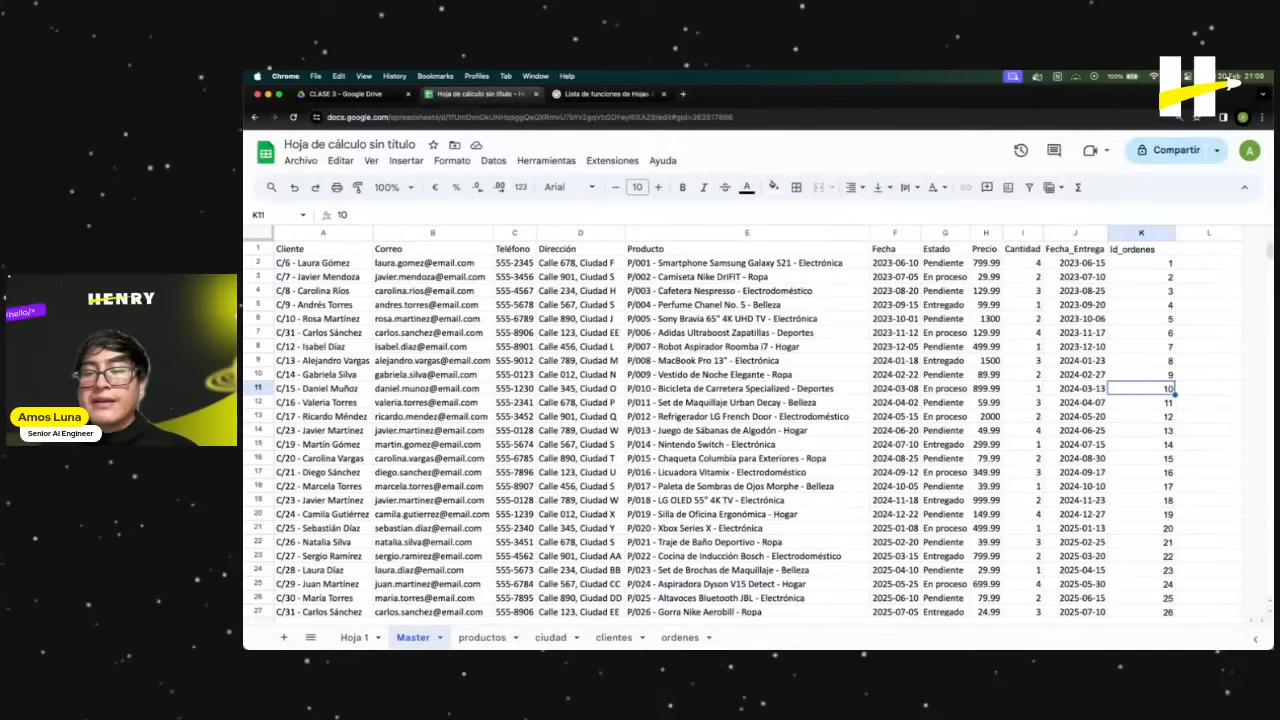 Chrome File Edit View History Bookmarks Profiles Tab Window Help 100% 20 Feb 21:09
CLASE 3 - Google Drive Hoja de cálculo sin título - H Lista de funciones de Hojas
Hoja de cálculo sin título
Archivo Editar Ver Insertar Formato Datos Herramientas Extensiones Ayuda
Compartir A
100% € % .0 .00 123 Arial 10 B I A Σ
K11 fx 10
A B C D E F G H I J K L
1 Cliente Correo Teléfono Dirección Producto Fecha Estado Precio Cantidad Fecha_Entrega Id_ordenes
2 C/6 - Laura Gómez laura.gomez@email.com 555-2345 Calle 678, Ciudad F P/001 - Smartphone Samsung Galaxy S21 - Electrónica 2023-06-10 Pendiente 799.99 4 2023-06-15 1
3 C/7 - Javier Mendoza javier.mendoza@email.com 555-3456 Calle 901, Ciudad S P/002 - Camiseta Nike DriFIT - Ropa 2023-07-05 En proceso 29.99 2 2023-07-10 2
4 C/8 - Carolina Ríos carolina.rios@email.com 555-4567 Calle 234, Ciudad H P/003 - Cafetera Nespresso - Electrodoméstico 2023-08-20 Pendiente 129.99 3 2023-08-25 3
5 C/9 - Andrés Torres andres.torres@email.com 555-5678 Calle 567, Ciudad S P/004 - Perfume Chanel No. 5 - Belleza 2023-09-15 Entregado 99.99 1 2023-09-20 4
6 C/10 - Rosa Martínez rosa.martinez@email.com 555-6789 Calle 890, Ciudad J P/005 - Sony Bravia 65" 4K UHD TV - Electrónica 2023-10-01 Pendiente 1300 2 2023-10-06 5
7 C/31 - Carlos Sánchez carlos.sanchez@email.com 555-8906 Calle 123, Ciudad EE P/006 - Adidas Ultraboost Zapatillas - Deportes 2023-11-12 En proceso 129.99 4 2023-11-17 6
8 C/12 - Isabel Díaz isabel.diaz@email.com 555-8901 Calle 456, Ciudad L P/007 - Robot Aspirador Roomba i7 - Hogar 2023-12-05 Pendiente 499.99 1 2023-12-10 7
9 C/13 - Alejandro Vargas alejandro.vargas@email.com 555-9012 Calle 789, Ciudad M P/008 - MacBook Pro 13" - Electrónica 2024-01-18 Entregado 1500 3 2024-01-23 8
10 C/14 - Gabriela Silva gabriela.silva@email.com 555-0123 Calle 012, Ciudad N P/009 - Vestido de Noche Elegante - Ropa 2024-02-22 Pendiente 89.99 2 2024-02-27 9
11 C/15 - Daniel Muñoz daniel.munoz@email.com 555-1230 Calle 345, Ciudad O P/010 - Bicicleta de Carretera Specialized - Deportes 2024-03-08 En proceso 899.99 1 2024-03-13 10
12 C/16 - Valeria Torres valeria.torres@email.com 555-2341 Calle 678, Ciudad P P/011 - Set de Maquillaje Urban Decay - Belleza 2024-04-02 Pendiente 59.99 3 2024-04-07 11
13 C/17 - Ricardo Méndez ricardo.mendez@email.com 555-3452 Calle 901, Ciudad Q P/012 - Refrigerador LG French Door - Electrodoméstico 2024-05-15 Entregado 2000 2 2024-05-20 12
14 C/23 - Javier Martínez javier.martinez@email.com 555-0128 Calle 789, Ciudad W P/013 - Juego de Sábanas de Algodón - Hogar 2024-06-20 Pendiente 49.99 4 2024-06-25 13
15 C/19 - Martín Gómez martin.gomez@email.com 555-5674 Calle 567, Ciudad S P/014 - Nintendo Switch - Electrónica 2024-07-10 Entregado 299.99 1 2024-07-15 14
16 C/20 - Carolina Vargas carolina.vargas@email.com 555-6785 Calle 890, Ciudad T P/015 - Chaqueta Columbia para Exteriores - Ropa 2024-08-25 Pendiente 79.99 2 2024-08-30 15
17 C/21 - Diego Sánchez diego.sanchez@email.com 555-7896 Calle 123, Ciudad U P/016 - Licuadora Vitamix - Electrodoméstico 2024-09-12 En proceso 349.99 3 2024-09-17 16
18 C/22 - Marcela Torres marcela.torres@email.com 555-8907 Calle 456, Ciudad S P/017 - Paleta de Sombras de Ojos Morphe - Belleza 2024-10-05 Pendiente 39.99 1 2024-10-10 17
19 C/23 - Javier Martínez javier.martinez@email.com 555-0128 Calle 789, Ciudad W P/018 - LG OLED 55" 4K TV - Electrónica 2024-11-18 Entregado 999.99 2 2024-11-23 18
20 C/24 - Camila Gutiérrez camila.gutierrez@email.com 555-1239 Calle 012, Ciudad X P/019 - Silla de Oficina Ergonómica - Hogar 2024-12-22 Pendiente 149.99 4 2024-12-27 19
21 C/25 - Sebastián Díaz sebastian.diaz@email.com 555-2340 Calle 345, Ciudad Y P/020 - Xbox Series X - Electrónica 2025-01-08 En proceso 499.99 1 2025-01-13 20
22 C/26 - Natalia Silva natalia.silva@email.com 555-3451 Calle 678, Ciudad S P/021 - Traje de Baño Deportivo - Ropa 2025-02-20 Pendiente 39.99 3 2025-02-25 21
23 C/27 - Sergio Ramírez sergio.ramirez@email.com 555-4562 Calle 901, Ciudad AA P/022 - Cocina de Inducción Bosch - Electrodoméstico 2025-03-15 Entregado 799.99 2 2025-03-20 22
24 C/28 - Laura Díaz laura.diaz@email.com 555-5673 Calle 234, Ciudad BB P/023 - Set de Brochas de Maquillaje - Belleza 2025-04-10 Pendiente 29.99 1 2025-04-15 23
25 C/29 - Juan Martínez juan.martinez@email.com 555-6784 Calle 567, Ciudad CC P/024 - Aspiradora Dyson V15 Detect - Hogar 2025-05-25 En proceso 699.99 4 2025-05-30 24
26 C/30 - María Torres maria.torres@email.com 555-7895 Calle 890, Ciudad DD P/025 - Altavoces Bluetooth JBL - Electrónica 2025-06-10 Pendiente 149.99 2 2025-06-15 25
27 C/31 - Carlos Sánchez carlos.sanchez@email.com 555-8906 Calle 123, Ciudad EE P/026 - Gorra Nike Aerobill - Ropa 2025-07-05 Entregado 24.99 3 2025-07-10 26
Hoja 1 Master productos ciudad clientes ordenes
HENRY
hello/>
Amos Luna
Senior AI Engineer
H